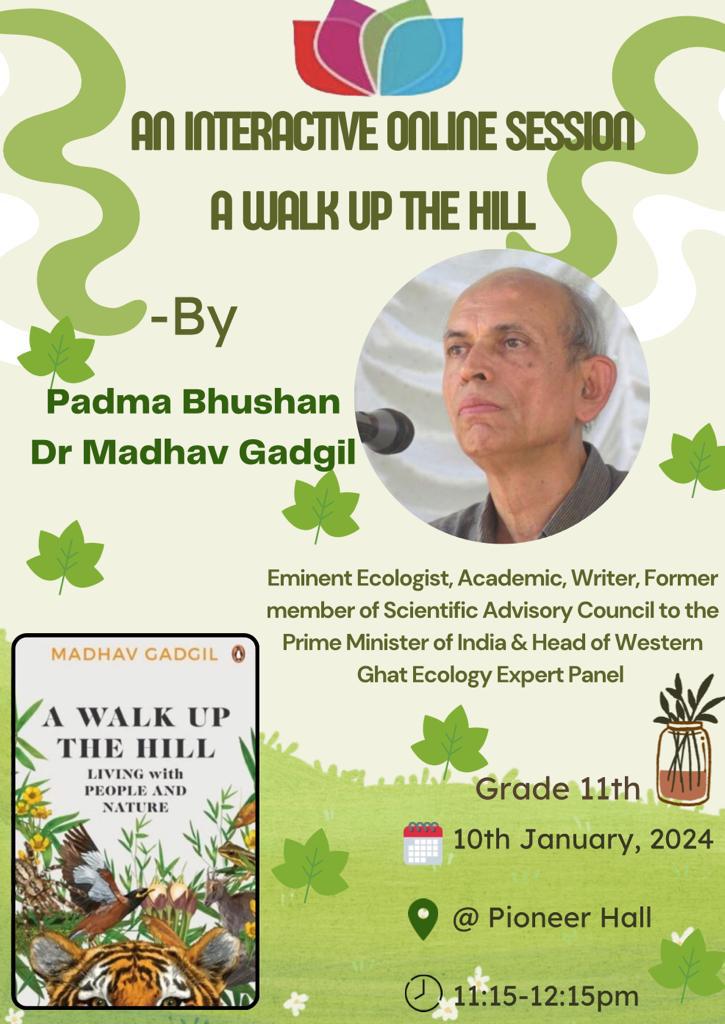 AN INTERACTIVE ONLINE SESSION
A WALK UP THE HILL
-By
Padma Bhushan
Dr Madhav Gadgil
Eminent Ecologist, Academic, Writer, Former
member of Scientific Advisory Council to the
Prime Minister of India & Head of Western
Ghat Ecology Expert Panel
MADHAV GADGIL
A WALK UP
THE HILL
LIVING with
PEOPLE AND
NATURE
Grade 11th
10th January, 2024
@ Pioneer Hall
11:15-12:15pm